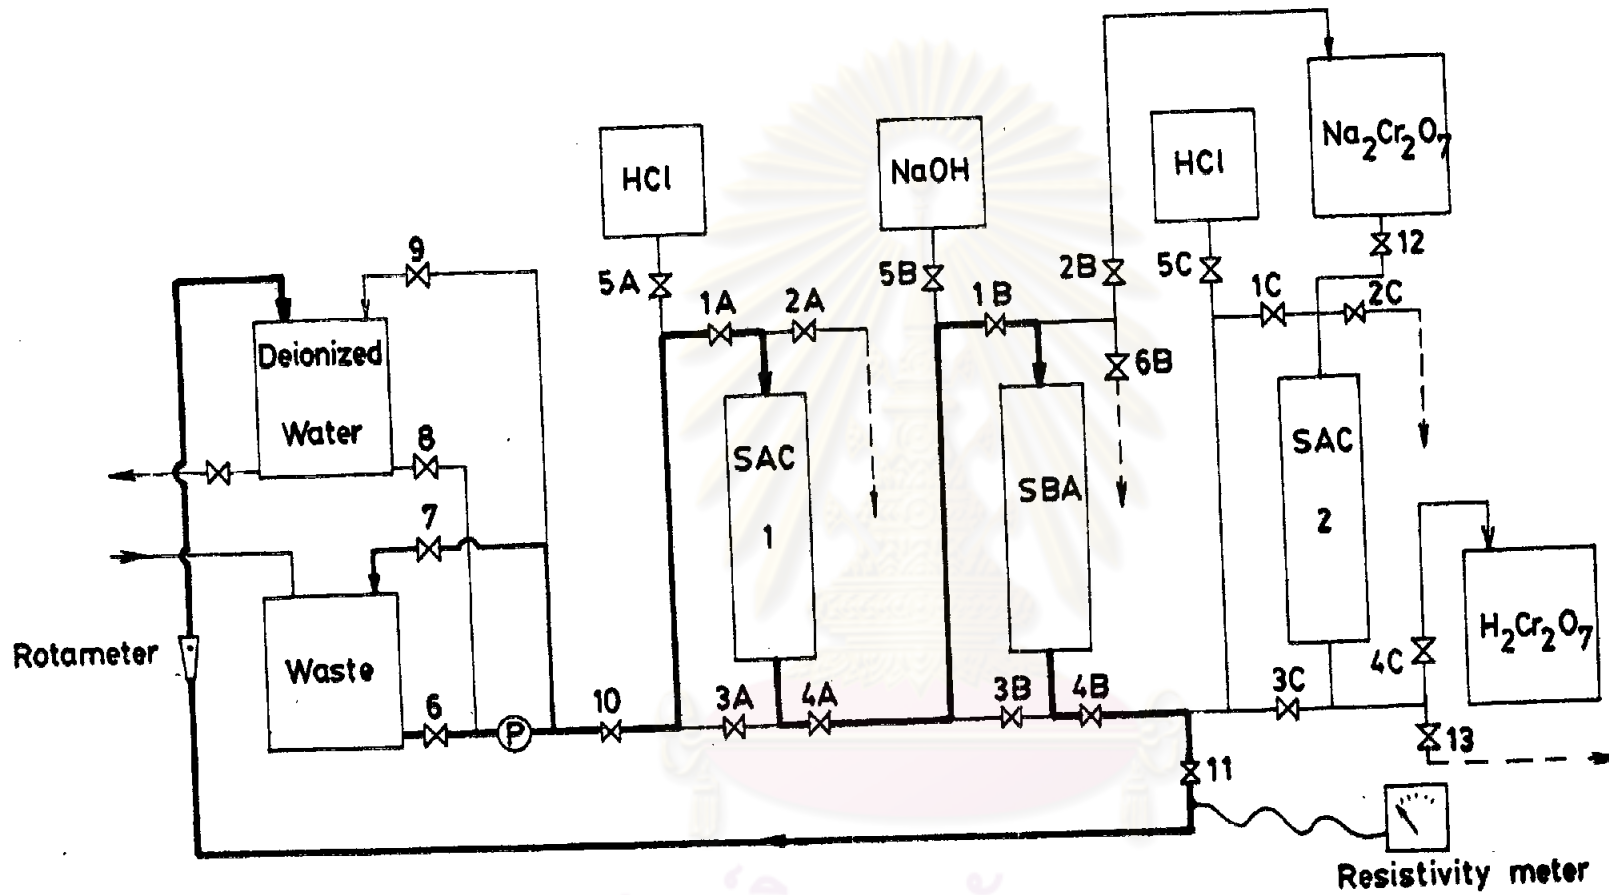 HCl
NaOH
HCl
Na2Cr2O7
5A
5B
2B
5C
12
9
1A
2A
1B
6B
1C
2C
Deionized
Water
8
7
SAC
1
SBA
SAC
2
Rotameter
Waste
6
P
10
3A
4A
3B
4B
3C
4C
H2Cr2O7
11
13
Resistivity meter